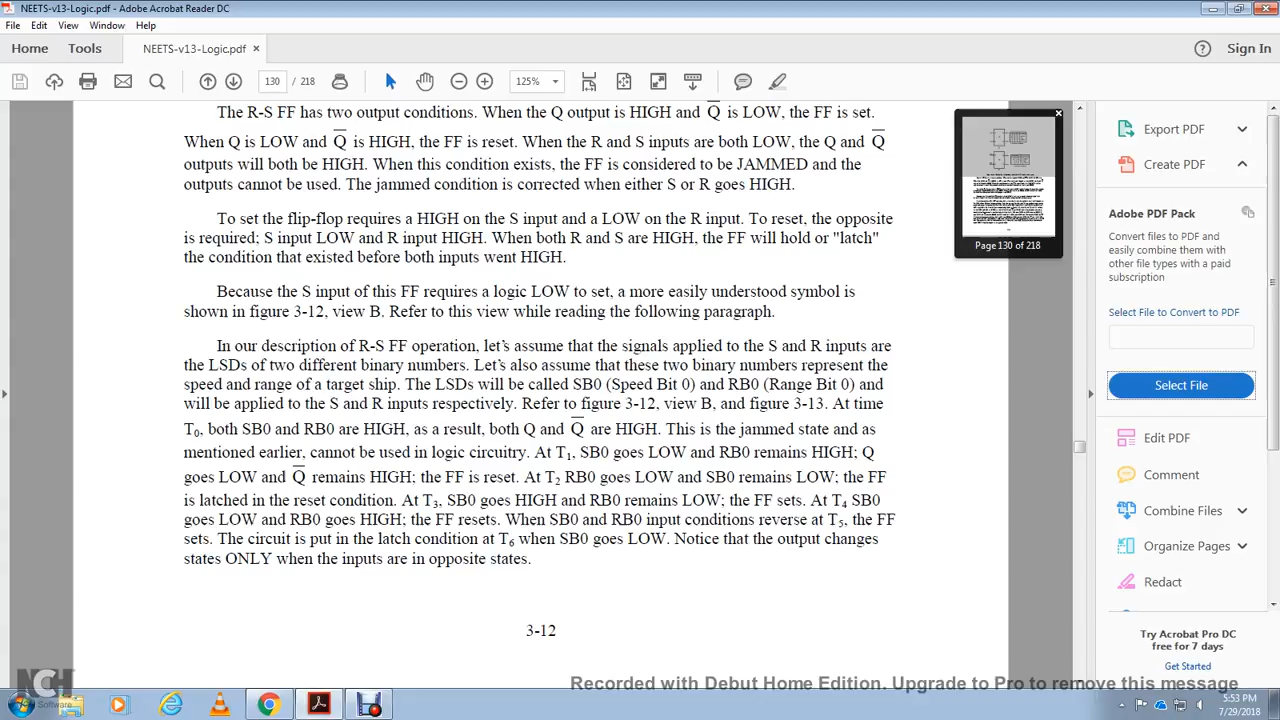 NEETS-v13-Logic.pdf - Adobe Acrobat Reader DC
File Edit View Window Help
Home Tools NEETS-v13-Logic.pdf × ? Sign In
130 / 218 125%
The R-S FF has two output conditions. When the Q output is HIGH and Q̅ is LOW, the FF is set.
When Q is LOW and Q̅ is HIGH, the FF is reset. When the R and S inputs are both LOW, the Q and Q̅
outputs will both be HIGH. When this condition exists, the FF is considered to be JAMMED and the
outputs cannot be used. The jammed condition is corrected when either S or R goes HIGH.
To set the flip-flop requires a HIGH on the S input and a LOW on the R input. To reset, the opposite
is required; S input LOW and R input HIGH. When both R and S are HIGH, the FF will hold or "latch"
the condition that existed before both inputs went HIGH.
Because the S input of this FF requires a logic LOW to set, a more easily understood symbol is
shown in figure 3-12, view B. Refer to this view while reading the following paragraph.
In our description of R-S FF operation, let’s assume that the signals applied to the S and R inputs are
the LSDs of two different binary numbers. Let’s also assume that these two binary numbers represent the
speed and range of a target ship. The LSDs will be called SB0 (Speed Bit 0) and RB0 (Range Bit 0) and
will be applied to the S and R inputs respectively. Refer to figure 3-12, view B, and figure 3-13. At time
T₀, both SB0 and RB0 are HIGH, as a result, both Q and Q̅ are HIGH. This is the jammed state and as
mentioned earlier, cannot be used in logic circuitry. At T₁, SB0 goes LOW and RB0 remains HIGH; Q
goes LOW and Q̅ remains HIGH; the FF is reset. At T₂ RB0 goes LOW and SB0 remains LOW; the FF
is latched in the reset condition. At T₃, SB0 goes HIGH and RB0 remains LOW; the FF sets. At T₄ SB0
goes LOW and RB0 goes HIGH; the FF resets. When SB0 and RB0 input conditions reverse at T₅, the FF
sets. The circuit is put in the latch condition at T₆ when SB0 goes LOW. Notice that the output changes
states ONLY when the inputs are in opposite states.
3-12
Page 130 of 218
Export PDF
Create PDF
Adobe PDF Pack
Convert files to PDF and
easily combine them with
other file types with a paid
subscription
Select File to Convert to PDF
Select File
Edit PDF
Comment
Combine Files
Organize Pages
Redact
Try Acrobat Pro DC
free for 7 days
Get Started
NCH
Software
Recorded with Debut Home Edition. Upgrade to Pro to remove this message
5:53 PM
7/29/2018